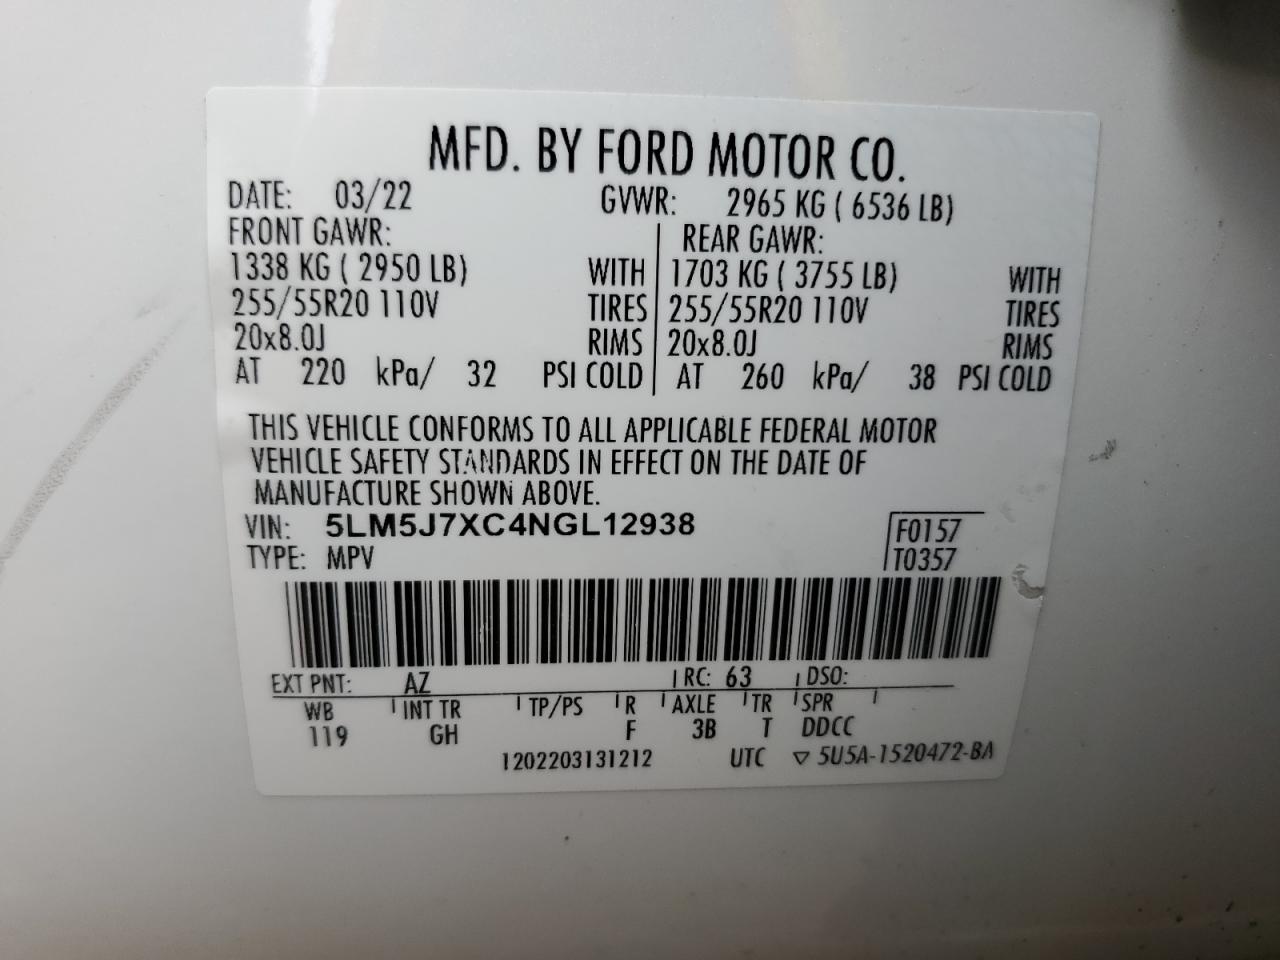 MFD. BY FORD MOTOR CO.
DATE: 03/22 GVWR: 2965 KG ( 6536 LB)
FRONT GAWR: REAR GAWR:
1338 KG ( 2950 LB) WITH 1703 KG ( 3755 LB) WITH
255/55R20 110V TIRES 255/55R20 110V TIRES
20x8.0J RIMS 20x8.0J RIMS
AT 220 kPa/ 32 PSI COLD AT 260 kPa/ 38 PSI COLD
THIS VEHICLE CONFORMS TO ALL APPLICABLE FEDERAL MOTOR
VEHICLE SAFETY STANDARDS IN EFFECT ON THE DATE OF
MANUFACTURE SHOWN ABOVE.
VIN: 5LM5J7XC4NGL12938 F0157
TYPE: MPV T0357
EXT PNT: AZ RC: 63 DSO:
WB INT TR TP/PS R AXLE TR SPR
119 GH F 3B T DDCC
1202203131212 UTC ▽ 5U5A-1520472-BA